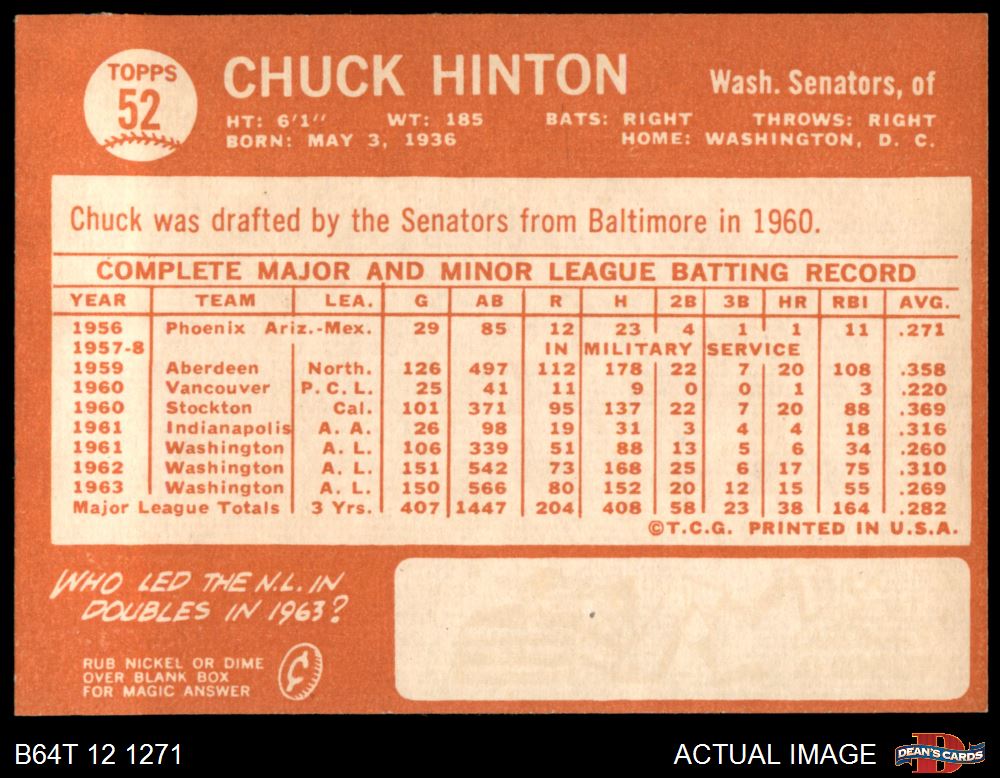 TOPPS
52
CHUCK HINTON
Wash. Senators, of
HT: 6'1" WT: 185 BATS: RIGHT THROWS: RIGHT
BORN: MAY 3, 1936 HOME: WASHINGTON, D. C.
Chuck was drafted by the Senators from Baltimore in 1960.
COMPLETE MAJOR AND MINOR LEAGUE BATTING RECORD
YEAR TEAM LEA. G AB R H 2B 3B HR RBI AVG.
1956 Phoenix Ariz.-Mex. 29 85 12 23 4 1 1 11 .271
1957-8 IN MILITARY SERVICE
1959 Aberdeen North. 126 497 112 178 22 7 20 108 .358
1960 Vancouver P.C.L. 25 41 11 9 0 0 1 3 .220
1960 Stockton Cal. 101 371 95 137 22 7 20 88 .369
1961 Indianapolis A. A. 26 98 19 31 3 4 4 18 .316
1961 Washington A. L. 106 339 51 88 13 5 6 34 .260
1962 Washington A. L. 151 542 73 168 25 6 17 75 .310
1963 Washington A. L. 150 566 80 152 20 12 15 55 .269
Major League Totals 3 Yrs. 407 1447 204 408 58 23 38 164 .282
©T.C.G. PRINTED IN U.S.A.
WHO LED THE N.L. IN
DOUBLES IN 1963?
RUB NICKEL OR DIME
OVER BLANK BOX
FOR MAGIC ANSWER
B64T 12 1271
ACTUAL IMAGE
DEAN'S CARDS